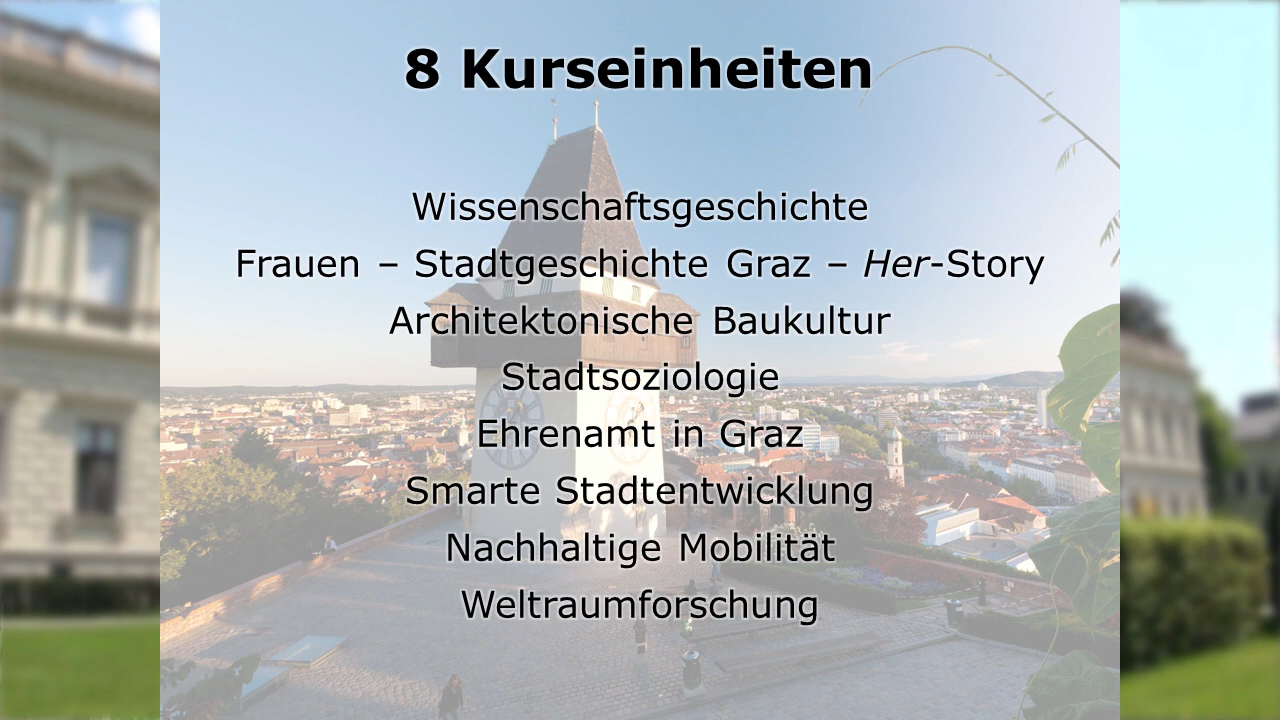 8 Kurseinheiten
Wissenschaftsgeschichte
Frauen – Stadtgeschichte Graz – Her-Story
Architektonische Baukultur
Stadtsoziologie
Ehrenamt in Graz
Smarte Stadtentwicklung
Nachhaltige Mobilität
Weltraumforschung